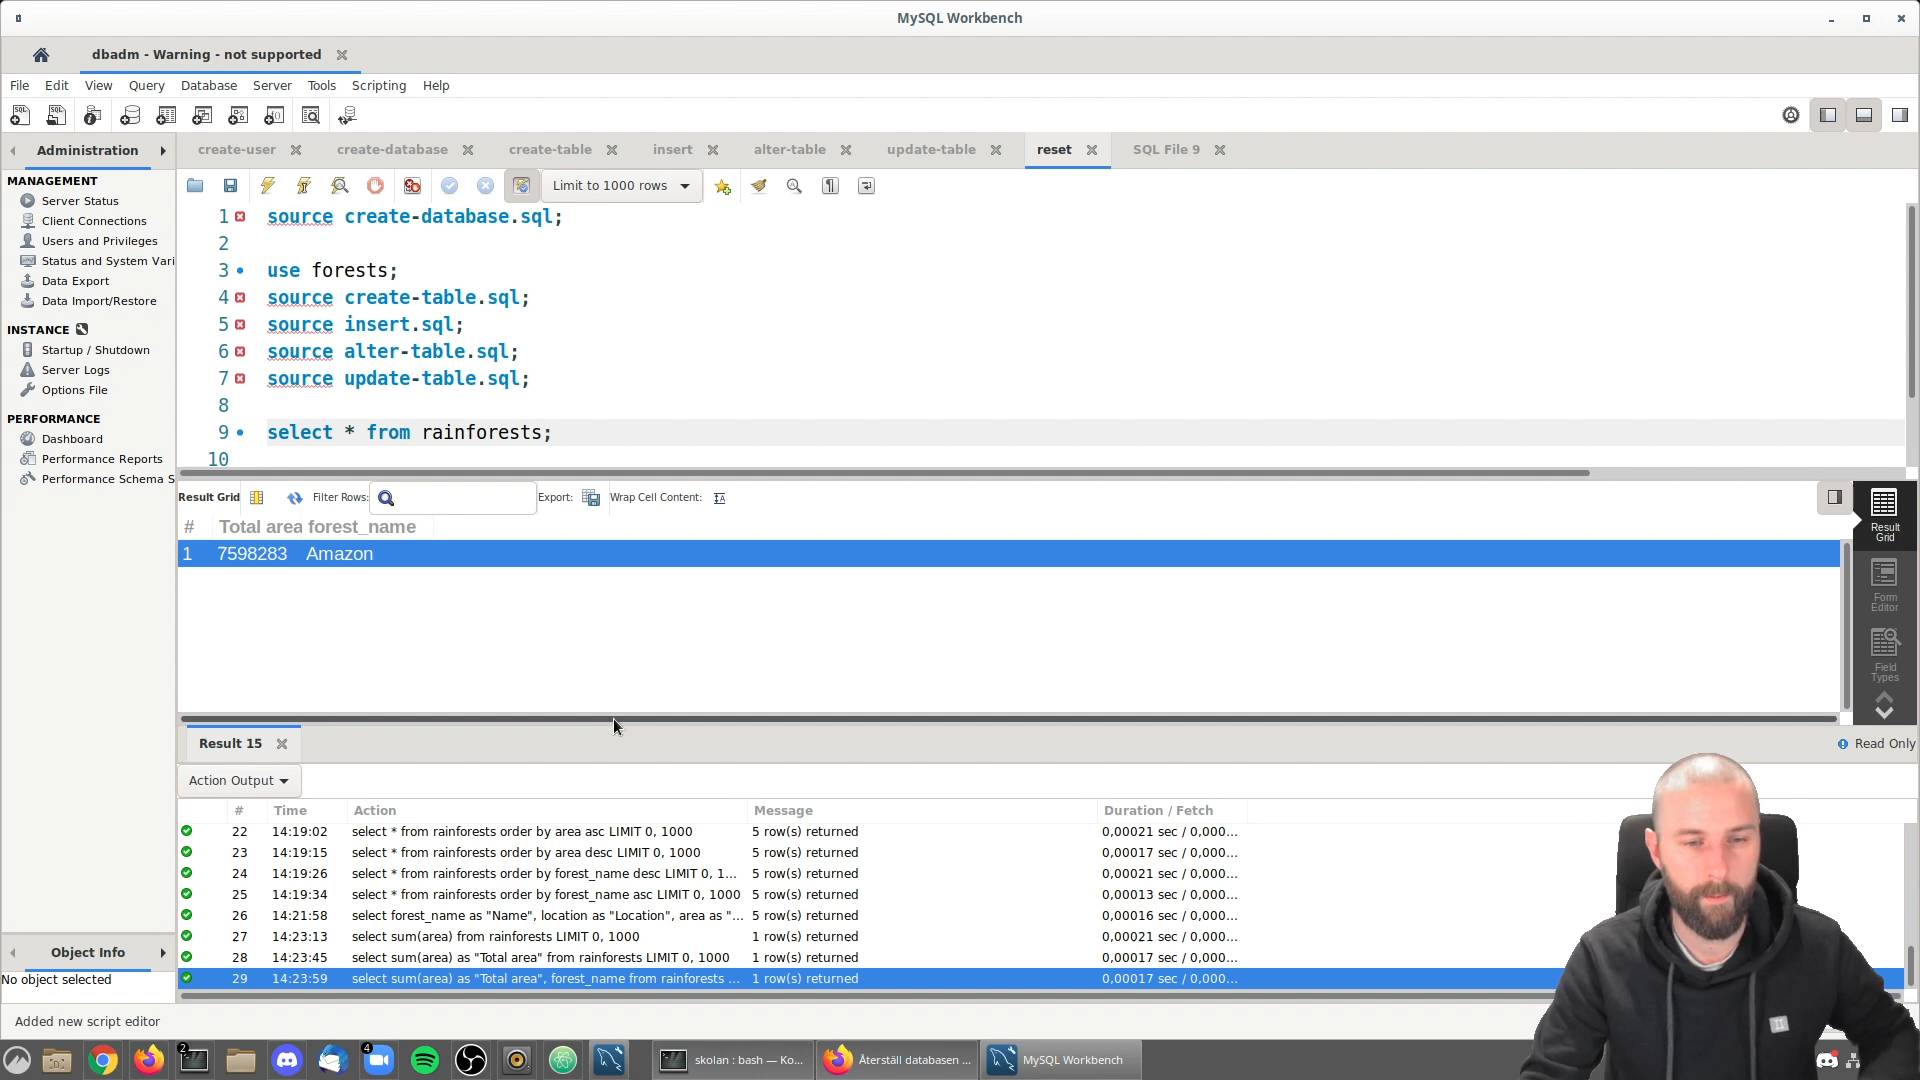 MySQL Workbench
dbadm - Warning - not supported
File Edit View Query Database Server Tools Scripting Help
Administration
create-user create-database create-table insert alter-table update-table reset SQL File 9
MANAGEMENT
Server Status
Client Connections
Users and Privileges
Status and System Vari
Data Export
Data Import/Restore
INSTANCE
Startup / Shutdown
Server Logs
Options File
PERFORMANCE
Dashboard
Performance Reports
Performance Schema S
Limit to 1000 rows
1 source create-database.sql;
2
3 use forests;
4 source create-table.sql;
5 source insert.sql;
6 source alter-table.sql;
7 source update-table.sql;
8
9 select * from rainforests;
10
Result Grid Filter Rows: Export: Wrap Cell Content:
# Total area forest_name
1 7598283 Amazon
Result Grid
Form Editor
Field Types
Result 15 Read Only
Action Output
# Time Action Message Duration / Fetch
22 14:19:02 select * from rainforests order by area asc LIMIT 0, 1000 5 row(s) returned 0,00021 sec / 0,000...
23 14:19:15 select * from rainforests order by area desc LIMIT 0, 1000 5 row(s) returned 0,00017 sec / 0,000...
24 14:19:26 select * from rainforests order by forest_name desc LIMIT 0, 1... 5 row(s) returned 0,00021 sec / 0,000...
25 14:19:34 select * from rainforests order by forest_name asc LIMIT 0, 1000 5 row(s) returned 0,00013 sec / 0,000...
26 14:21:58 select forest_name as "Name", location as "Location", area as "... 5 row(s) returned 0,00016 sec / 0,000...
27 14:23:13 select sum(area) from rainforests LIMIT 0, 1000 1 row(s) returned 0,00021 sec / 0,000...
28 14:23:45 select sum(area) as "Total area" from rainforests LIMIT 0, 1000 1 row(s) returned 0,00017 sec / 0,000...
29 14:23:59 select sum(area) as "Total area", forest_name from rainforests ... 1 row(s) returned 0,00017 sec / 0,000...
Object Info
No object selected
Added new script editor
2 4 skolan : bash — Ko... Återställ databasen ... MySQL Workbench